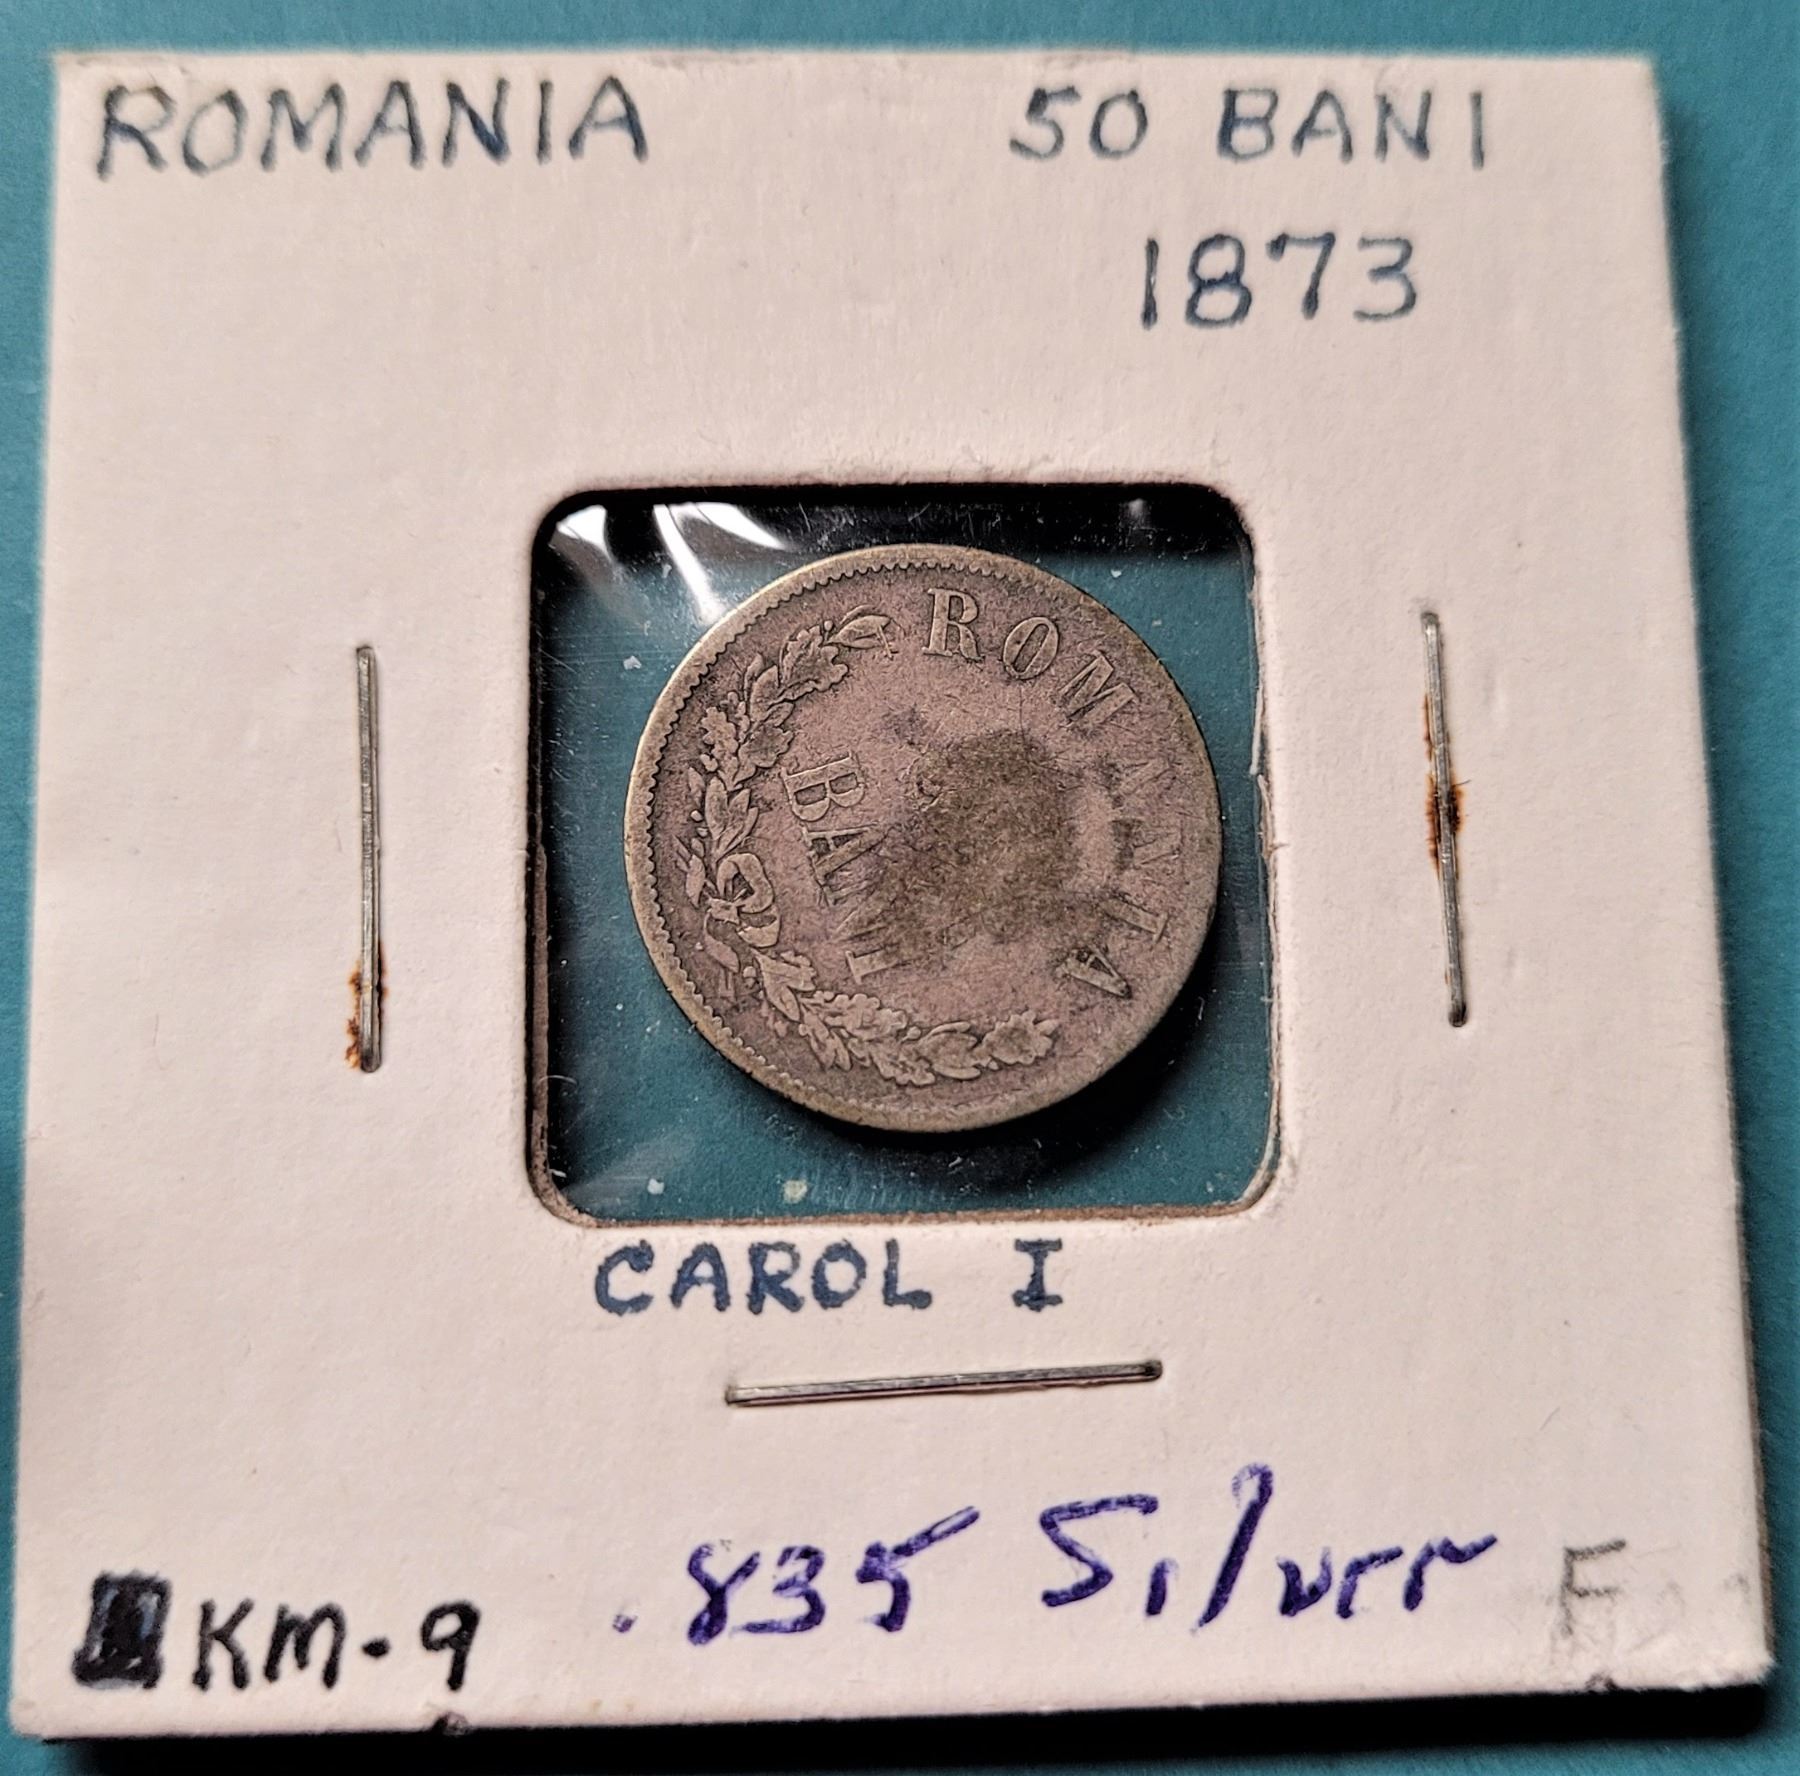 ROMANIA 50 BANI
1873
ROMANIA
BANI
CAROL I
.835 Silver F
KM-9